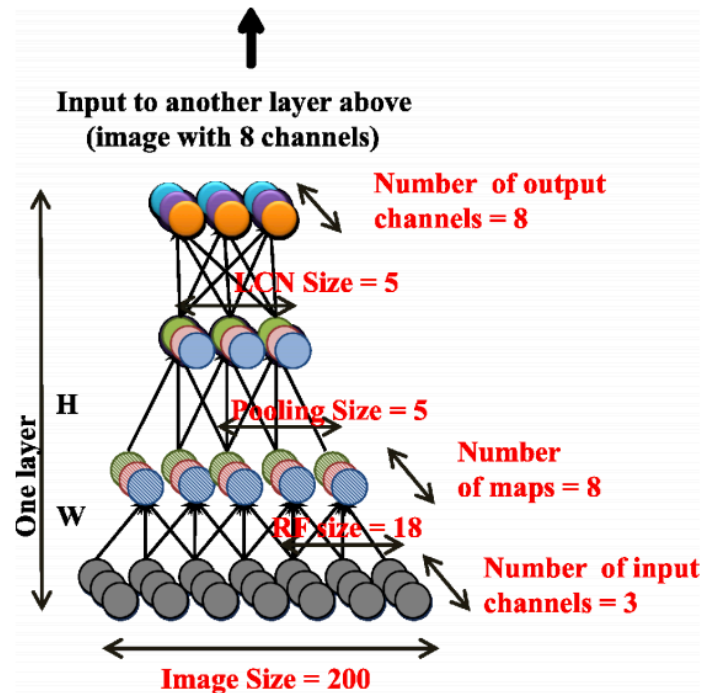 Input to another layer above
(image with 8 channels)
Number of output
channels = 8
LCN Size = 5
H
Pooling Size = 5
One layer
Number
of maps = 8
W
RF size = 18
Number of input
channels = 3
Image Size = 200